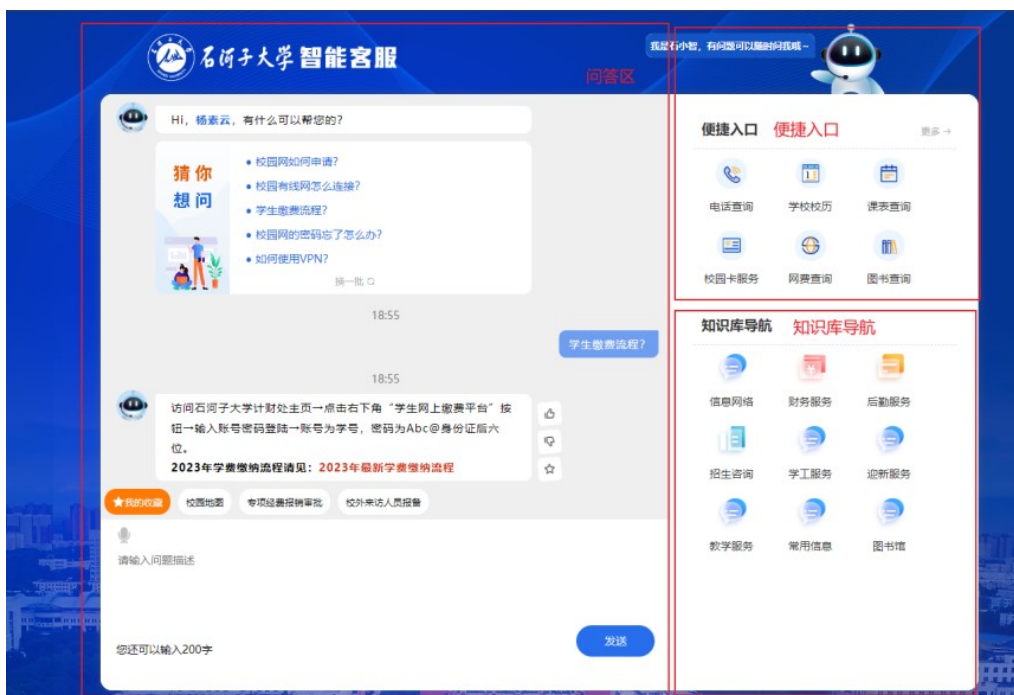 石河子大学 智能客服
我是石小智，有问题可以随时问我哦~
问答区
Hi，杨素云，有什么可以帮您的？
猜你
想问
• 校园网如何申请？
• 校园有线网怎么连接？
• 学生缴费流程？
• 校园网的密码忘了怎么办？
• 如何使用VPN？
换一批
18:55
学生缴费流程？
18:55
访问石河子大学计财处主页→点击右下角“学生网上缴费平台”按
钮→输入账号密码登陆→账号为学号，密码为Abc@身份证后六
位。
2023年学费缴纳流程请见：2023年最新学费缴纳流程
★我的收藏 校园地图 专项经费报销审批 校外来访人员报备
请输入问题描述
您还可以输入200字
发送
便捷入口 便捷入口 更多→
电话查询 学校校历 课表查询
校园卡服务 网费查询 图书查询
知识库导航 知识库导航
信息网络 财务服务 后勤服务
招生咨询 学工服务 迎新服务
教学服务 常用信息 图书馆